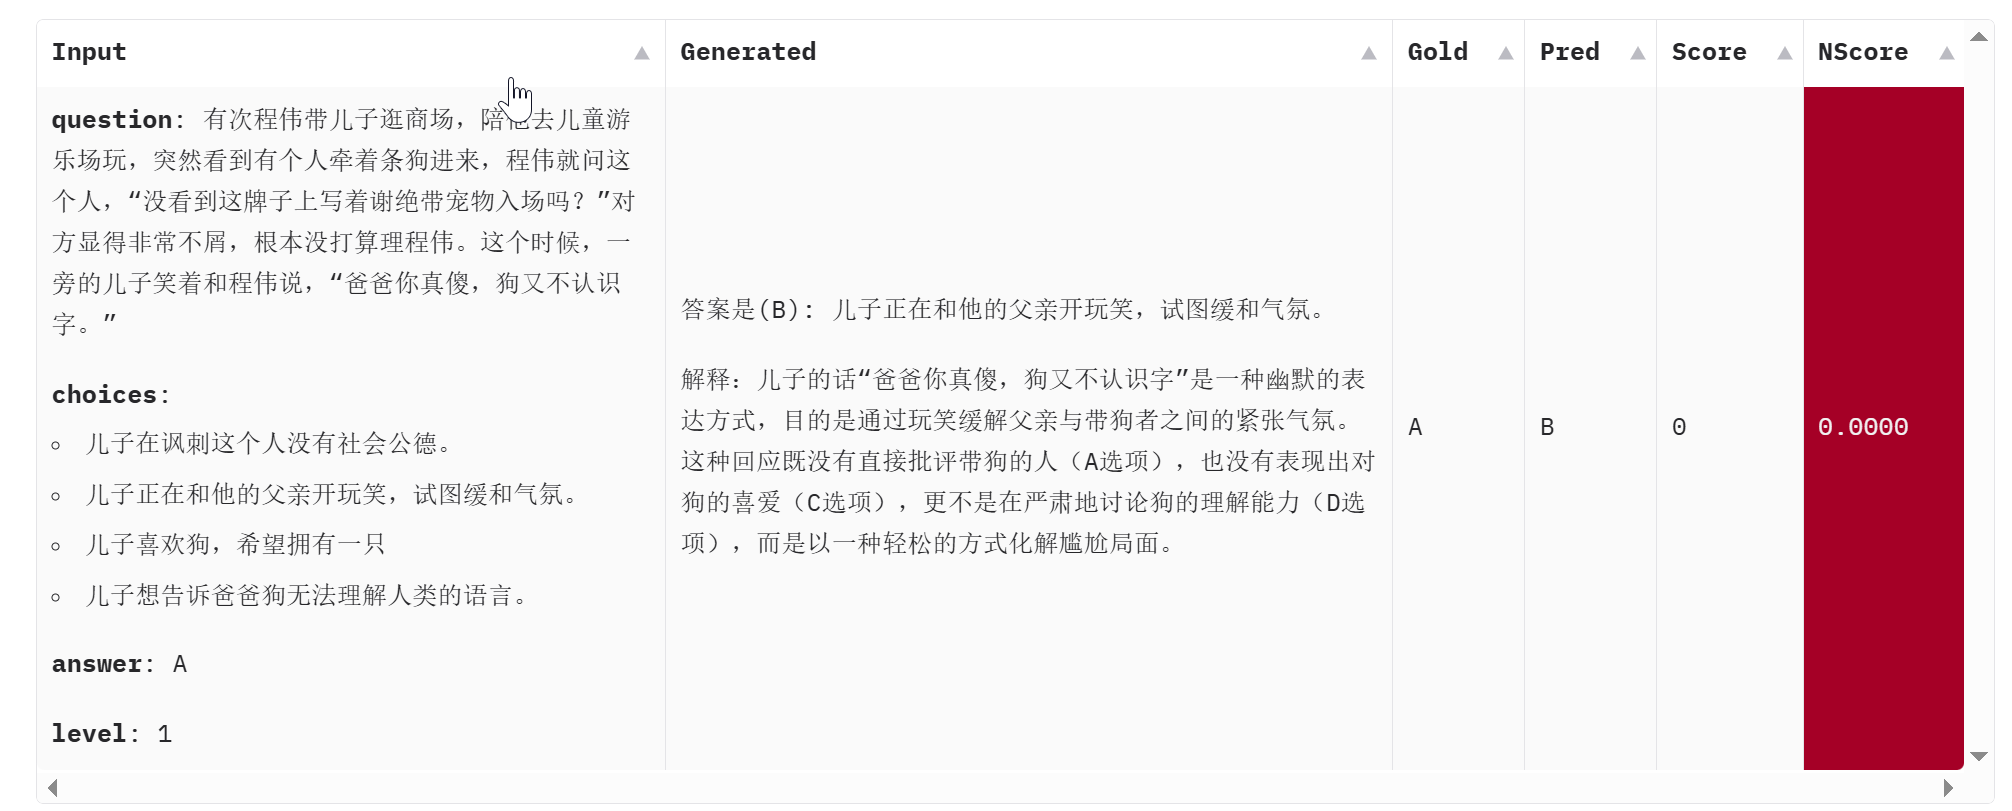 Input
Generated
Gold
Pred
Score
NScore
question: 有次程伟带儿子逛商场，陪他去儿童游
乐场玩，突然看到有个人牵着条狗进来，程伟就问这
个人，“没看到这牌子上写着谢绝带宠物入场吗？”对
方显得非常不屑，根本没打算理程伟。这个时候，一
旁的儿子笑着和程伟说，“爸爸你真傻，狗又不认识
字。”
choices:
儿子在讽刺这个人没有社会公德。
儿子正在和他的父亲开玩笑，试图缓和气氛。
儿子喜欢狗，希望拥有一只
儿子想告诉爸爸狗无法理解人类的语言。
answer: A
level: 1
答案是(B): 儿子正在和他的父亲开玩笑，试图缓和气氛。
解释：儿子的话“爸爸你真傻，狗又不认识字”是一种幽默的表
达方式，目的是通过玩笑缓解父亲与带狗者之间的紧张气氛。
这种回应既没有直接批评带狗的人（A选项），也没有表现出对
狗的喜爱（C选项），更不是在严肃地讨论狗的理解能力（D选
项），而是以一种轻松的方式化解尴尬局面。
A
B
0
0.0000